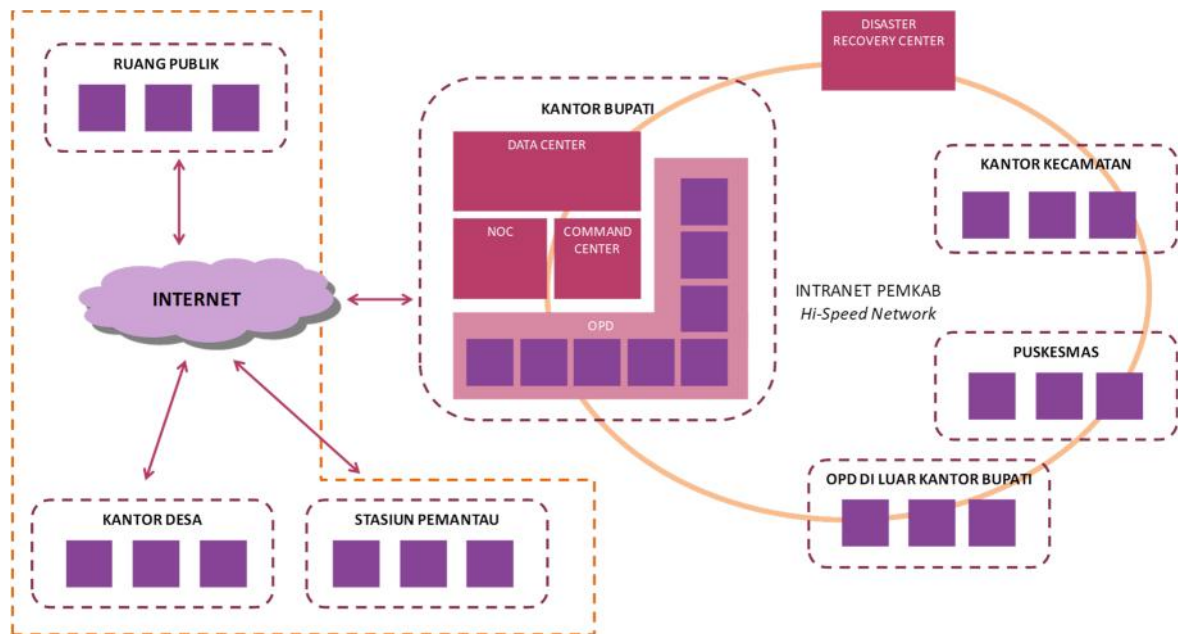 RUANG PUBLIK
INTERNET
KANTOR DESA
STASIUN PEMANTAU
KANTOR BUPATI
DATA CENTER
NOC
COMMAND
CENTER
OPD
DISASTER
RECOVERY CENTER
KANTOR KECAMATAN
INTRANET PEMKAB
Hi-Speed Network
PUSKESMAS
OPD DI LUAR KANTOR BUPATI